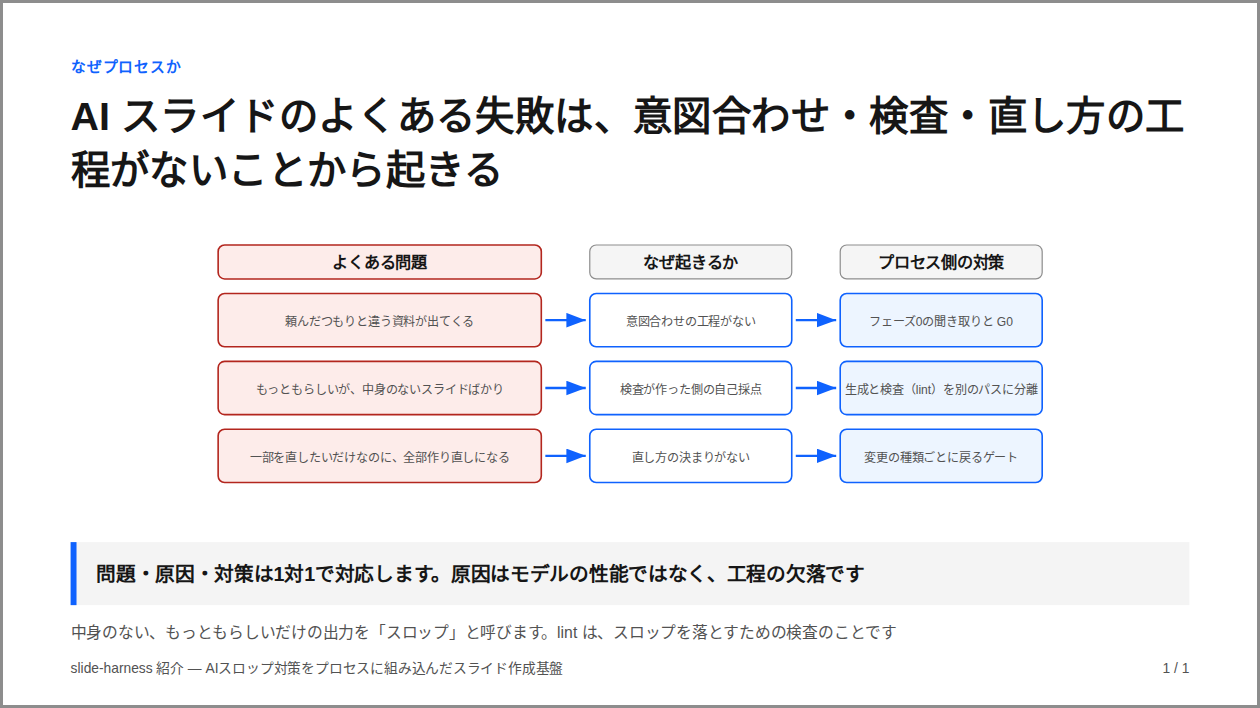 なぜプロセスか
AI スライドのよくある失敗は、意図合わせ・検査・直し方の工
程がないことから起きる
よくある問題
なぜ起きるか
プロセス側の対策
頼んだつもりと違う資料が出てくる
意図合わせの工程がない
フェーズ0の聞き取りと G0
もっともらしいが、中身のないスライドばかり
検査が作った側の自己採点
生成と検査（lint）を別のパスに分離
一部を直したいだけなのに、全部作り直しになる
直し方の決まりがない
変更の種類ごとに戻るゲート
問題・原因・対策は1対1で対応します。原因はモデルの性能ではなく、工程の欠落です
中身のない、もっともらしいだけの出力を「スロップ」と呼びます。lint は、スロップを落とすための検査のことです
slide-harness 紹介 — AIスロップ対策をプロセスに組み込んだスライド作成基盤
1 / 1